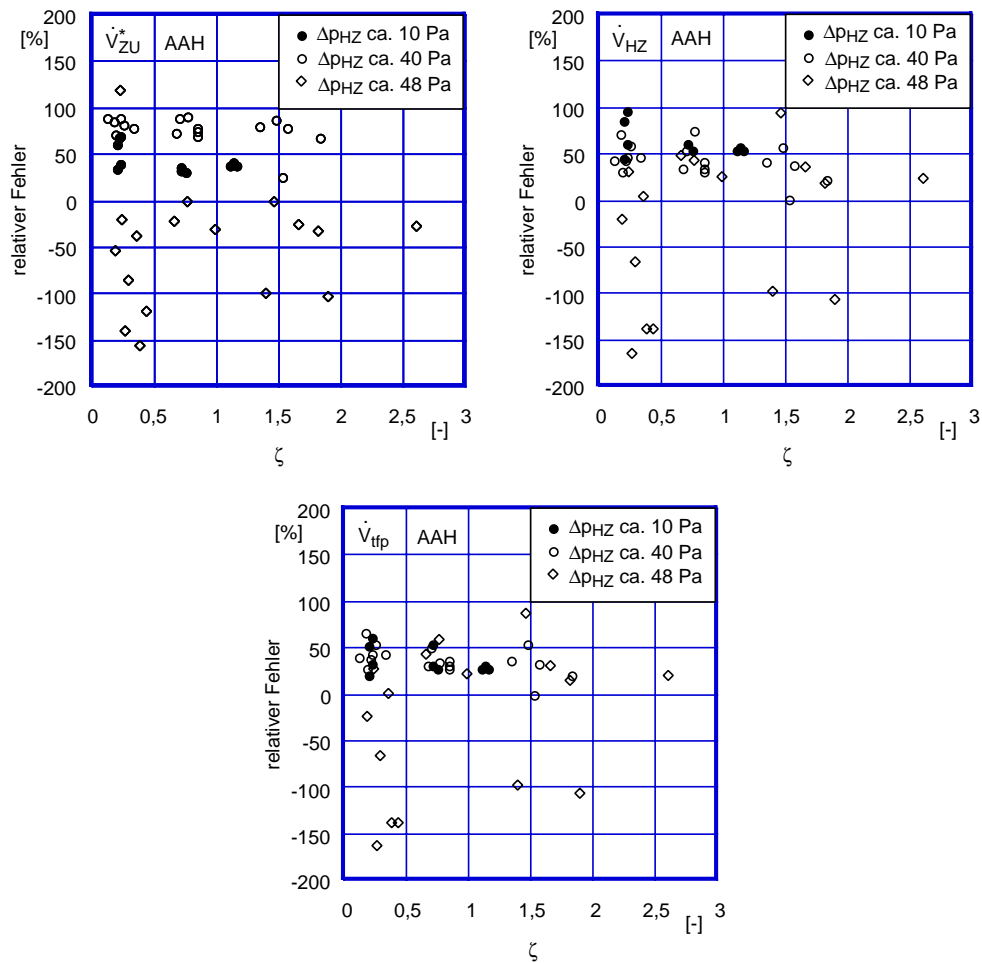 200
[%]
150
100
50
0
-50
-100
-150
-200
relativer Fehler
V̇*ZU
AAH
● ΔpHZ ca. 10 Pa
○ ΔpHZ ca. 40 Pa
◇ ΔpHZ ca. 48 Pa
0 0,5 1 1,5 2 2,5 3
[-]
ζ
200
[%]
150
100
50
0
-50
-100
-150
-200
relativer Fehler
V̇HZ
AAH
● ΔpHZ ca. 10 Pa
○ ΔpHZ ca. 40 Pa
◇ ΔpHZ ca. 48 Pa
0 0,5 1 1,5 2 2,5 3
[-]
ζ
200
[%]
150
100
50
0
-50
-100
-150
-200
relativer Fehler
V̇tfp
AAH
● ΔpHZ ca. 10 Pa
○ ΔpHZ ca. 40 Pa
◇ ΔpHZ ca. 48 Pa
0 0,5 1 1,5 2 2,5 3
[-]
ζ